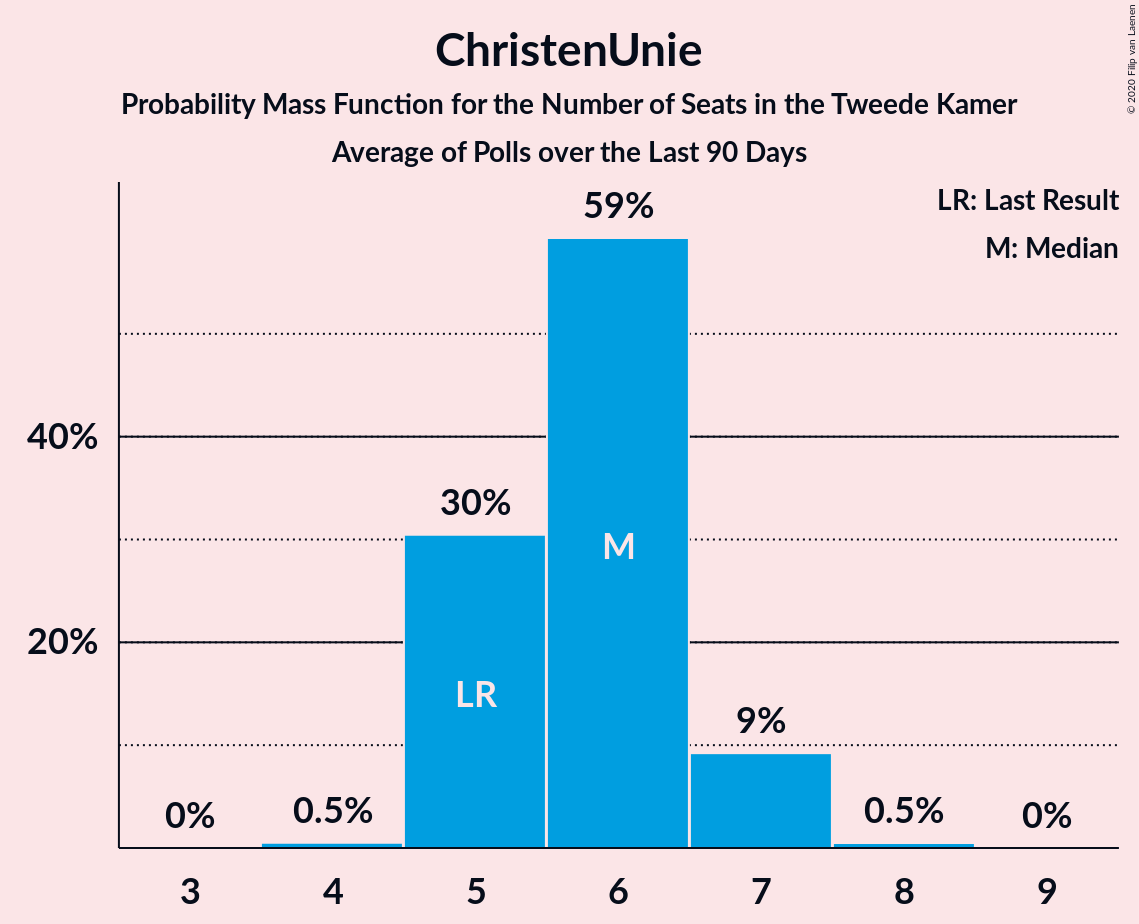 ChristenUnie
Probability Mass Function for the Number of Seats in the Tweede Kamer
Average of Polls over the Last 90 Days
© 2020 Filip van Laenen
LR: Last Result
M: Median
59%
40%
30%
M
20%
LR
9%
0%
0.5%
0.5%
0%
3 4 5 6 7 8 9